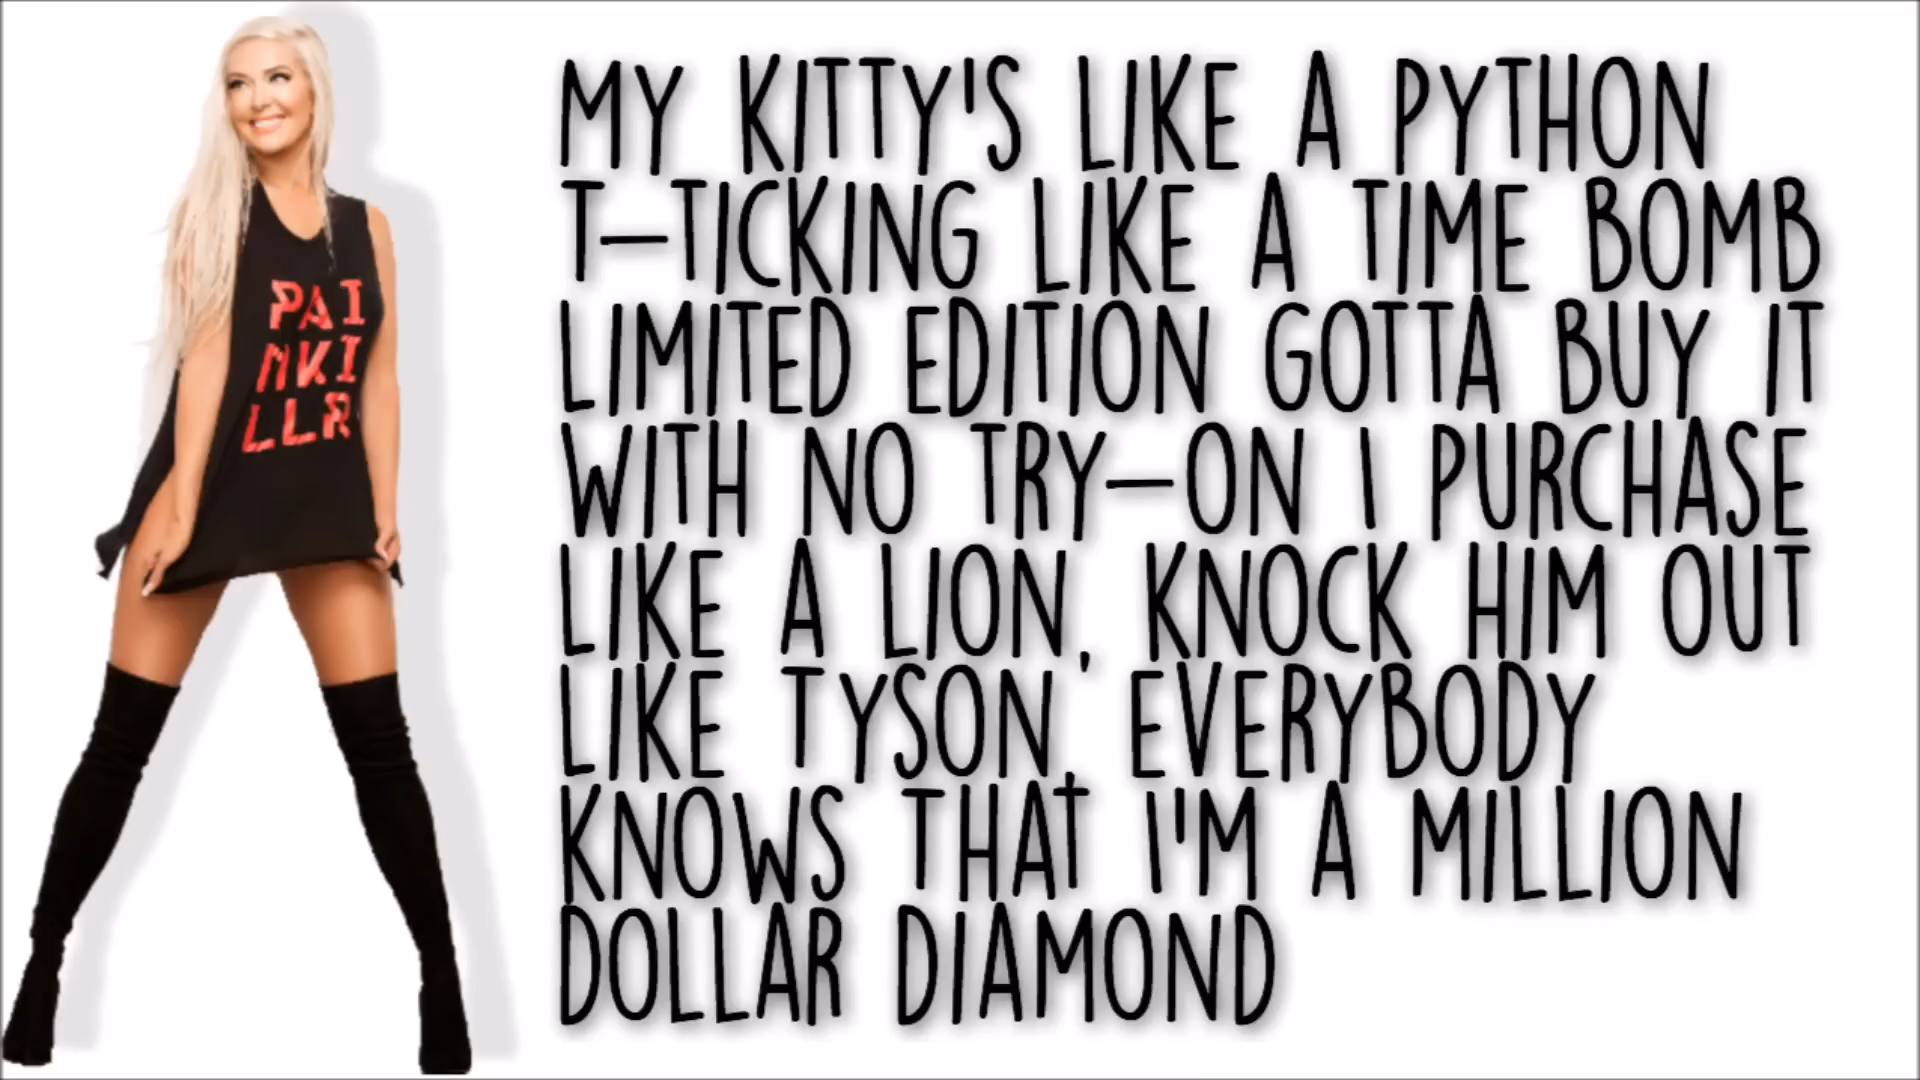 PAI
NKI
LLR
MY KITTY'S LIKE A PYTHON
T-TICKING LIKE A TIME BOMB
LIMITED EDITION GOTTA BUY IT
WITH NO TRY-ON I PURCHASE
LIKE A LION, KNOCK HIM OUT
LIKE TYSON, EVERYBODY
KNOWS THAT I'M A MILLION
DOLLAR DIAMOND